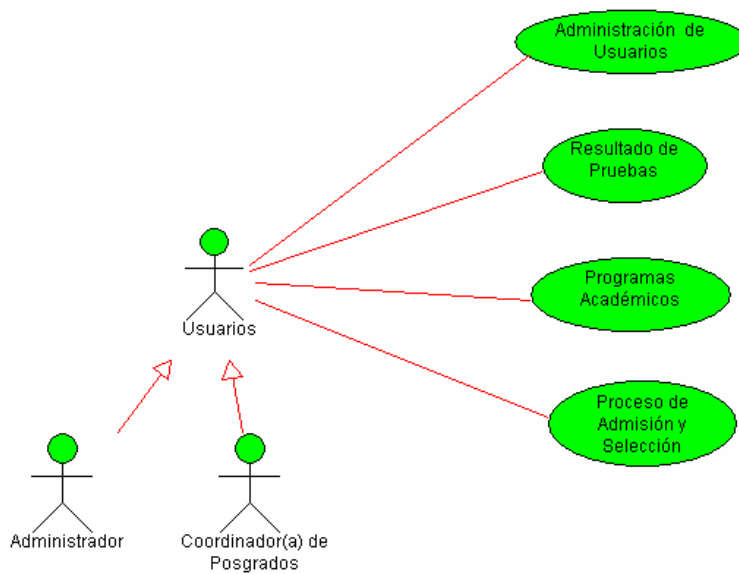 Administración de
Usuarios
Resultado de
Pruebas
Usuarios
Programas
Académicos
Proceso de
Admisión y
Selección
Administrador
Coordinador(a) de
Posgrados